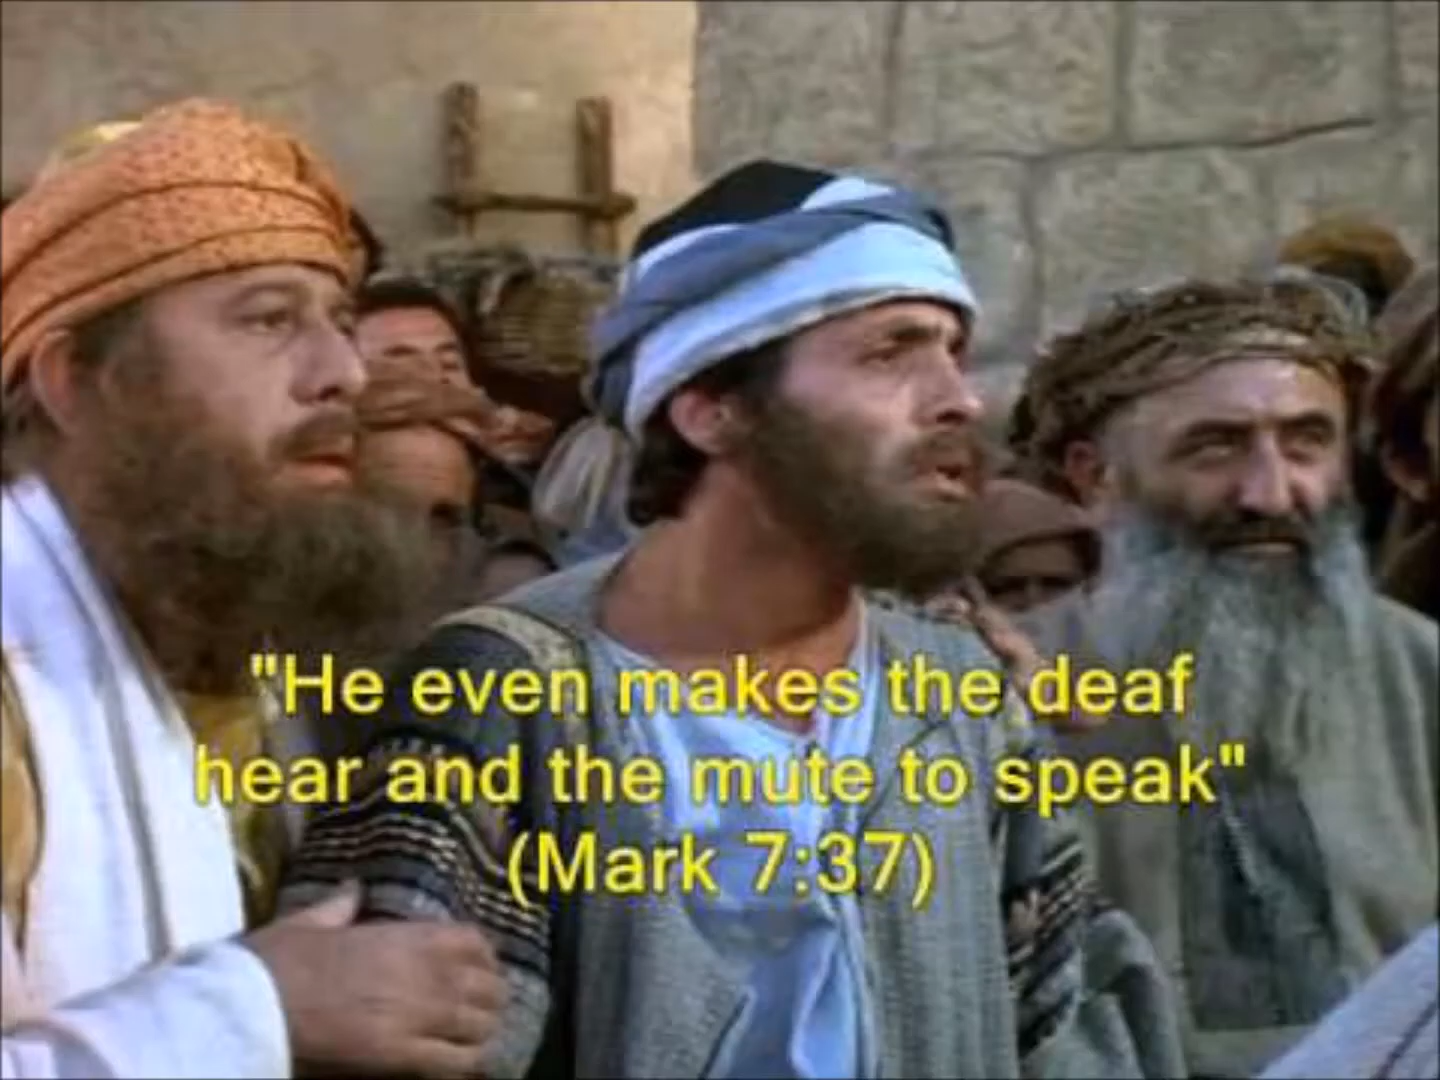 "He even makes the deaf
hear and the mute to speak"
(Mark 7:37)